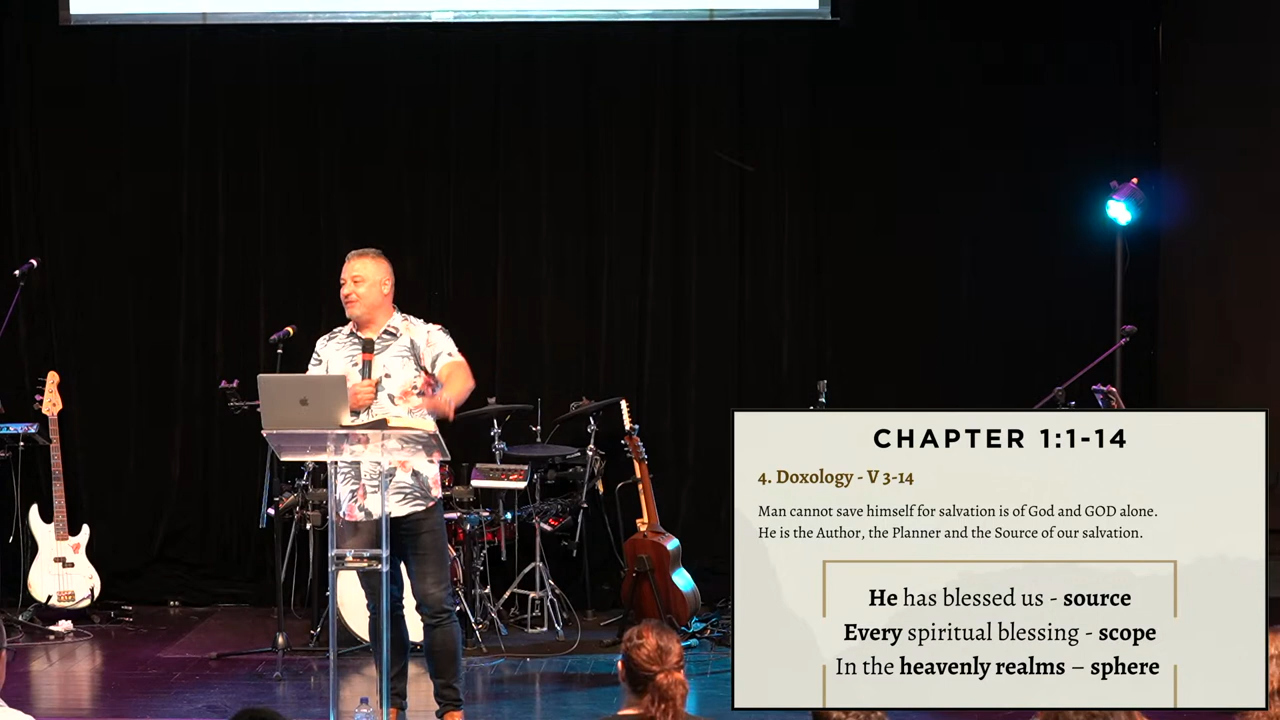 CHAPTER 1:1-14
4. Doxology - V 3-14
Man cannot save himself for salvation is of God and GOD alone.
He is the Author, the Planner and the Source of our salvation.
He has blessed us - source
Every spiritual blessing - scope
In the heavenly realms – sphere